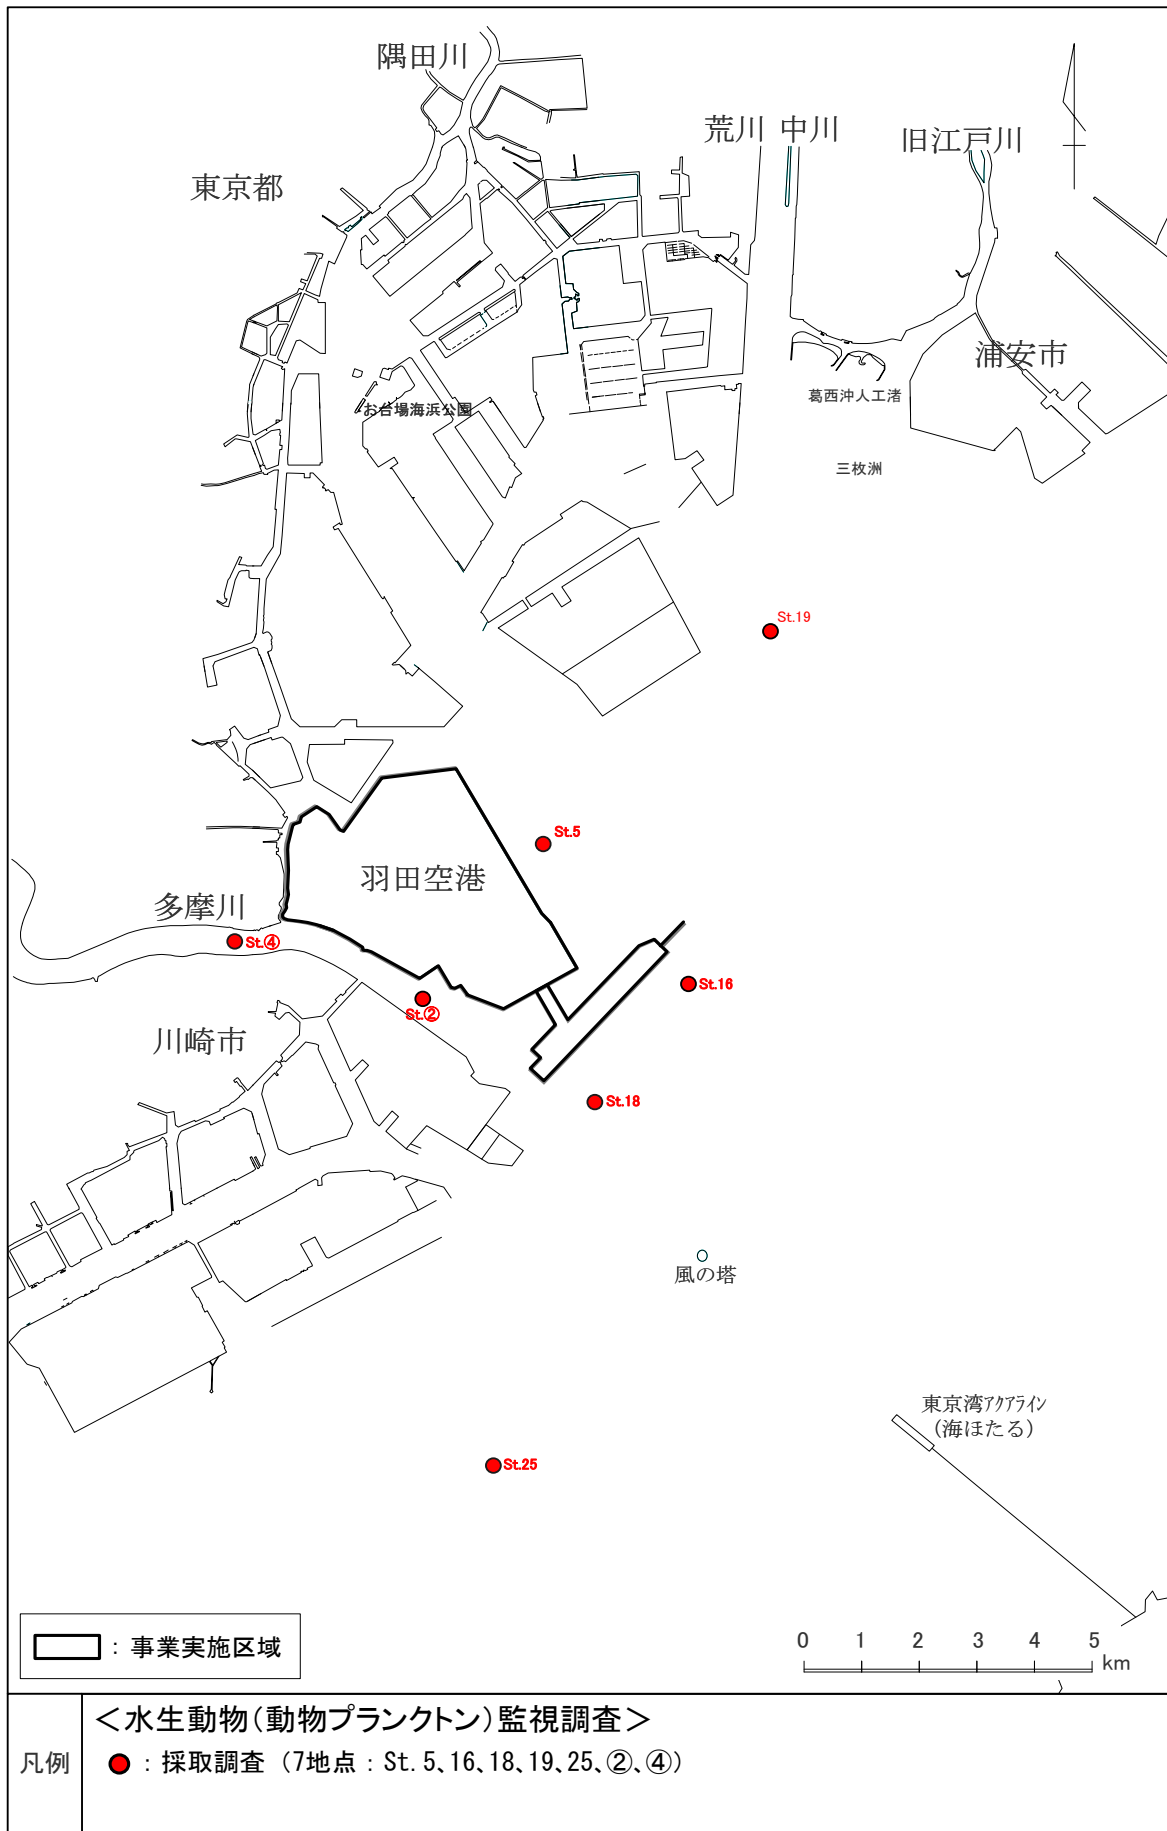 隅田川
荒川 中川
旧江戸川
東京都
浦安市
葛西沖人工渚
お台場海浜公園
三枚洲
St.19
St.5
羽田空港
多摩川
St.④
St.16
St.②
川崎市
St.18
風の塔
東京湾アクアライン
(海ほたる)
St.25
：事業実施区域
0 1 2 3 4 5
km
凡例
＜水生動物(動物プランクトン)監視調査＞
：採取調査 (7地点：St.5、16、18、19、25、②、④)